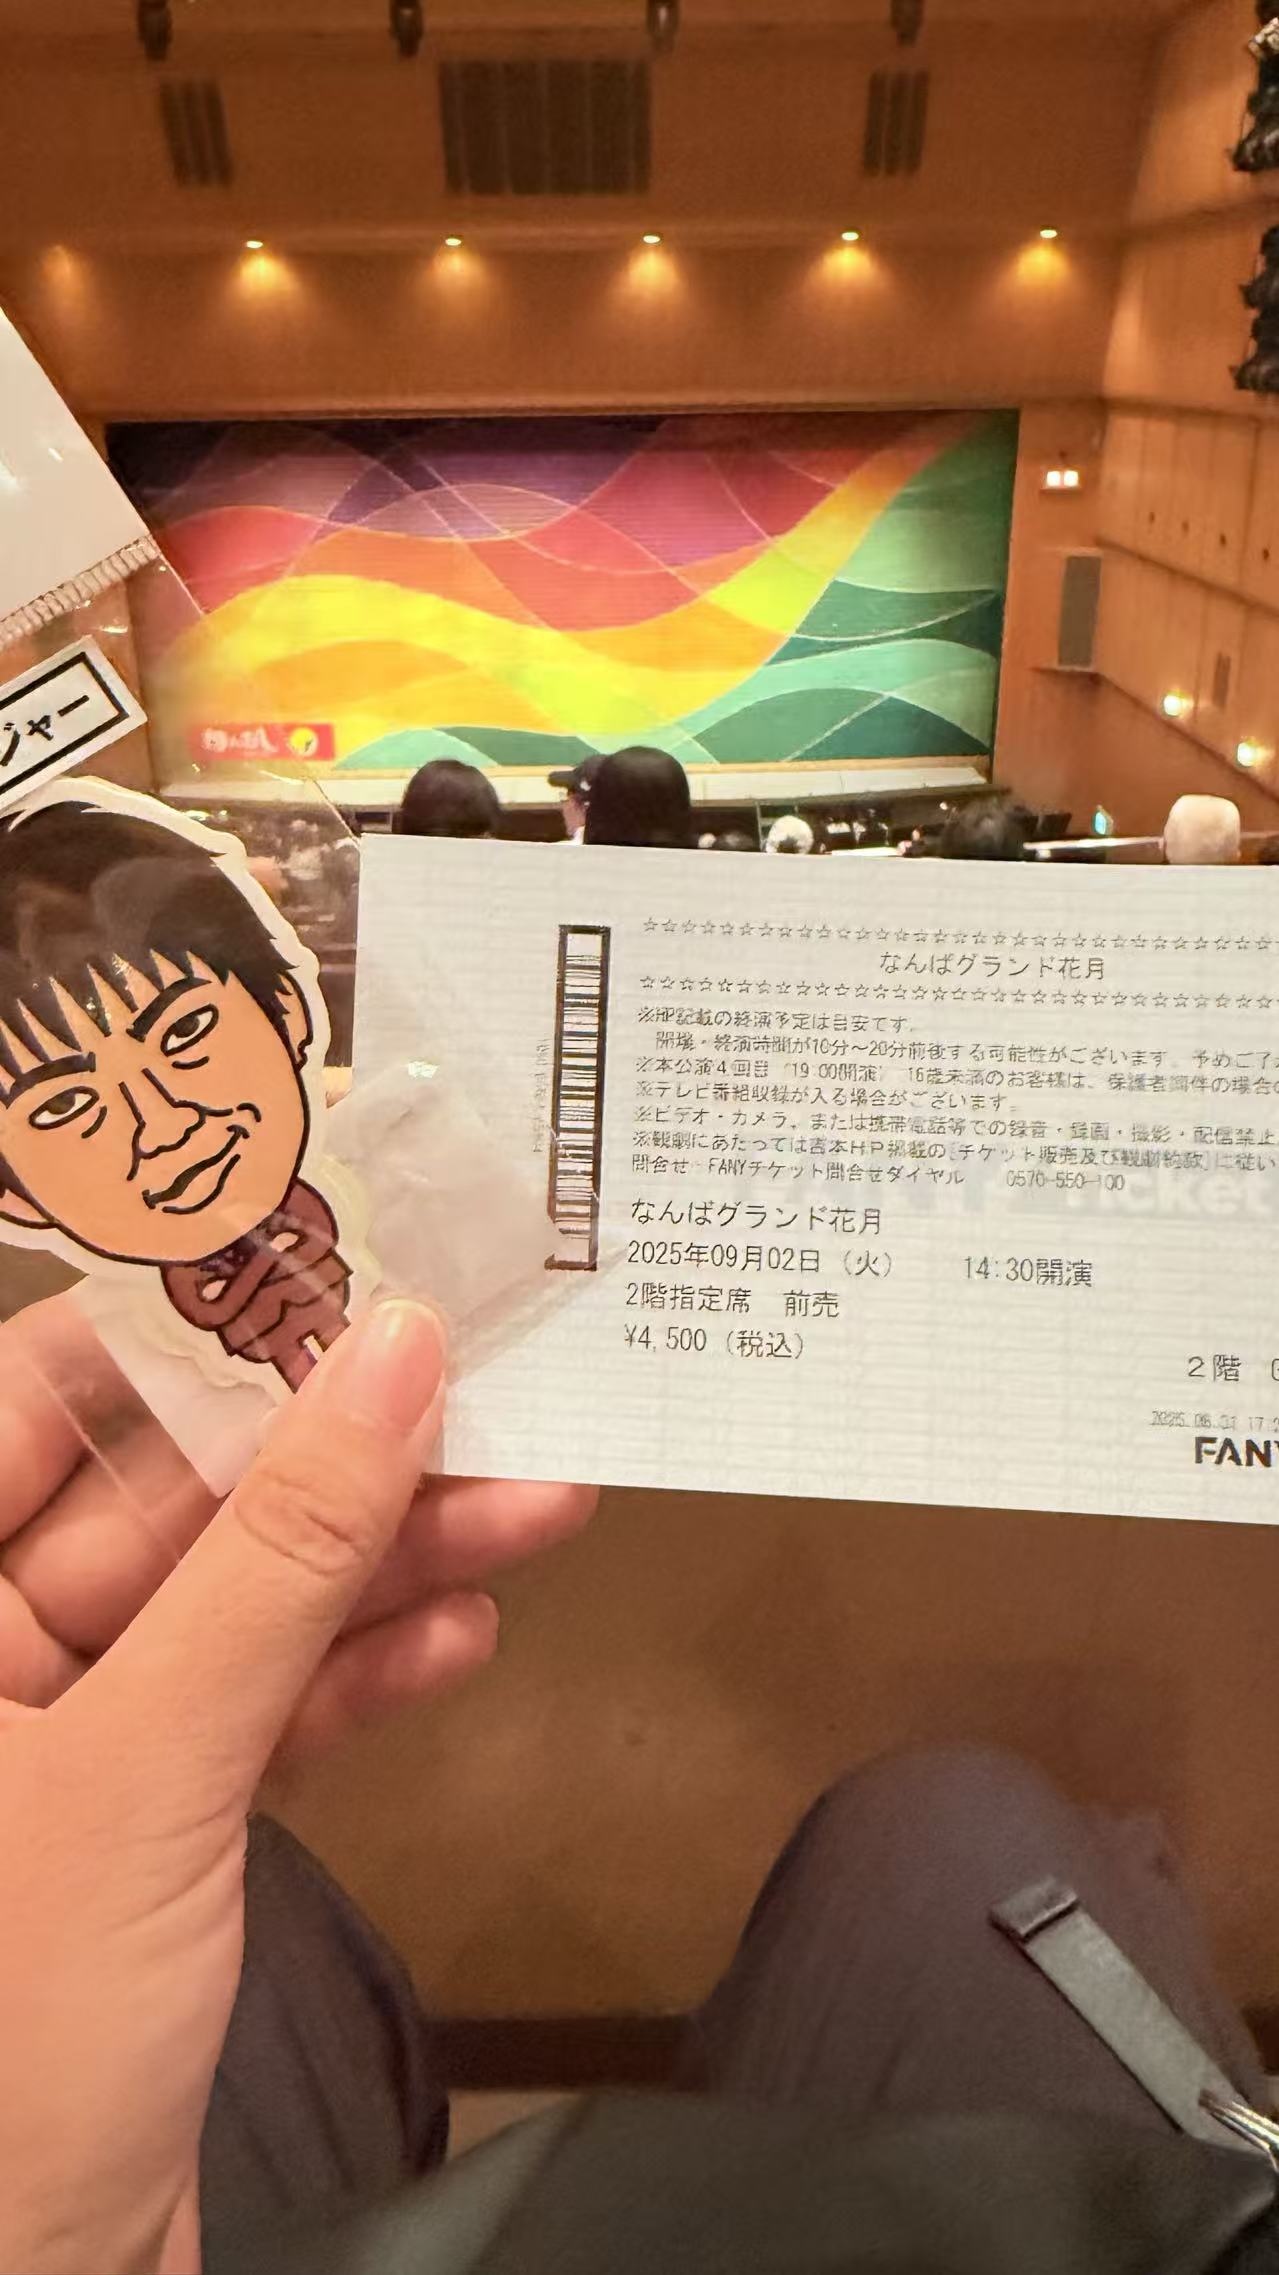 ジャー
☆☆☆☆☆☆☆☆☆☆☆☆☆☆☆☆☆☆☆☆☆☆☆☆☆☆☆☆☆☆☆☆☆
なんばグランド花月
☆☆☆☆☆☆☆☆☆☆☆☆☆☆☆☆☆☆☆☆☆☆☆☆☆☆☆☆☆☆☆☆☆
※HP記載の終演予定は目安です。
開場・終演時間が10分〜20分前後する可能性がございます。予めご了
※本公演4回目（19:00開演）16歳未満のお客様は、保護者同伴の場合の
※テレビ番組収録が入る場合がございます。
※ビデオ・カメラ、または携帯電話等での録音・録画・撮影・配信禁止
※観劇にあたっては吉本HP掲載の「チケット販売及び観劇約款」に従い
問合せ FANYチケット問合せダイヤル 0570-550-100
なんばグランド花月
2025年09月02日（火） 14:30開演
2階指定席 前売
¥4,500（税込）
2階
FANY